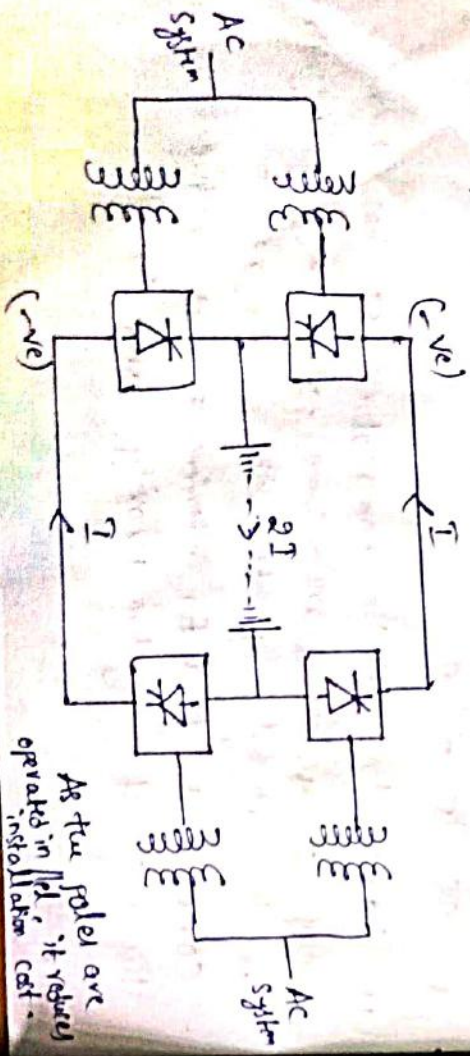 AC
System
(-ve)
I
2I
(-ve)
I
AC
System
As the poles are
operated in ||el, it reduces
installation cost.